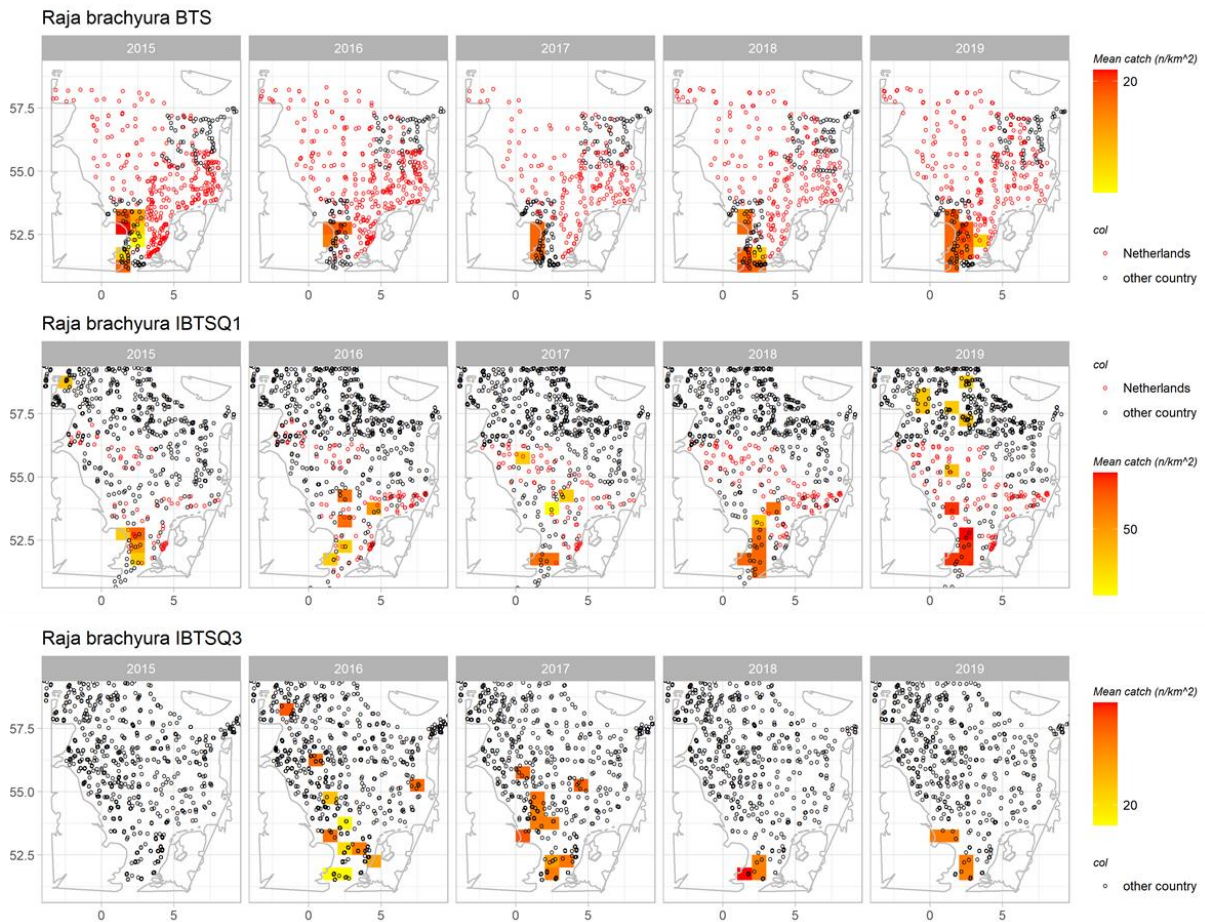 Raja brachyura BTS
2015 2016 2017 2018 2019
57.5
55.0
52.5
0 5 0 5 0 5 0 5 0 5
Mean catch (n/km^2)
20
col
Netherlands
other country
Raja brachyura IBTSQ1
2015 2016 2017 2018 2019
57.5
55.0
52.5
0 5 0 5 0 5 0 5 0 5
col
Netherlands
other country
Mean catch (n/km^2)
50
Raja brachyura IBTSQ3
2015 2016 2017 2018 2019
57.5
55.0
52.5
0 5 0 5 0 5 0 5 0 5
Mean catch (n/km^2)
20
col
other country